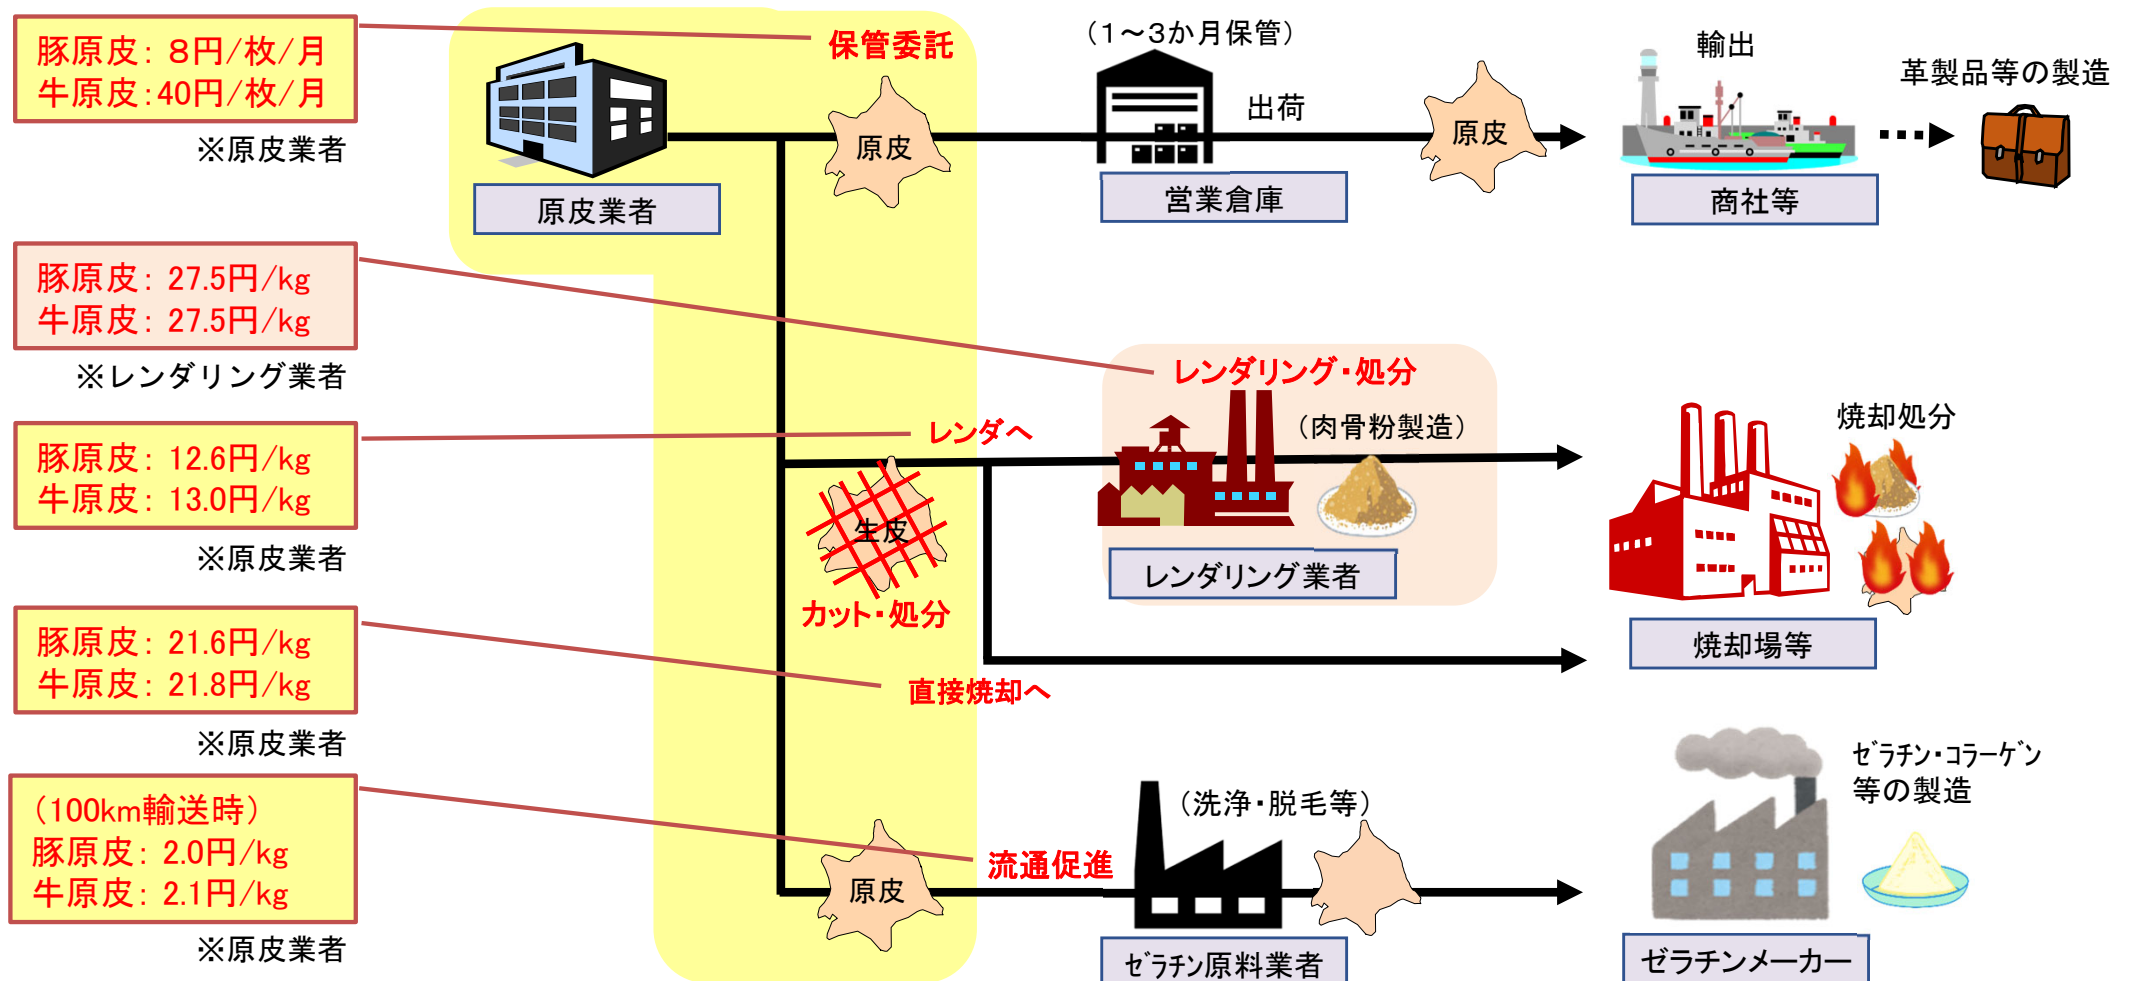 豚原皮：８円/枚/月
牛原皮：40円/枚/月
※原皮業者
保管委託
原皮
原皮業者
（１～３か月保管）
出荷
営業倉庫
原皮
輸出
商社等
革製品等の製造
豚原皮：27.5円/kg
牛原皮：27.5円/kg
※レンダリング業者
レンダリング・処分
（肉骨粉製造）
レンダリング業者
豚原皮：12.6円/kg
牛原皮：13.0円/kg
※原皮業者
レンダへ
生皮
カット・処分
焼却処分
焼却場等
豚原皮：21.6円/kg
牛原皮：21.8円/kg
※原皮業者
直接焼却へ
（100km輸送時）
豚原皮：2.0円/kg
牛原皮：2.1円/kg
※原皮業者
原皮
流通促進
（洗浄・脱毛等）
ｾﾞﾗﾁﾝ原料業者
ｾﾞﾗﾁﾝ・ｺﾗｰｹﾞﾝ
等の製造
ゼラチンメーカー